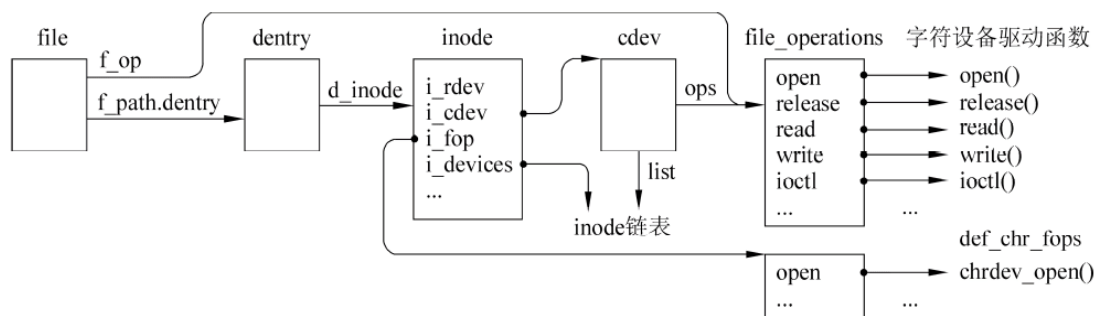 file
dentry
inode
cdev
file_operations
字符设备驱动函数
f_op
f_path.dentry
d_inode
i_rdev
i_cdev
i_fop
i_devices
...
ops
list
inode链表
open
release
read
write
ioctl
...
open()
release()
read()
write()
ioctl()
...
def_chr_fops
open
...
chrdev_open()
...